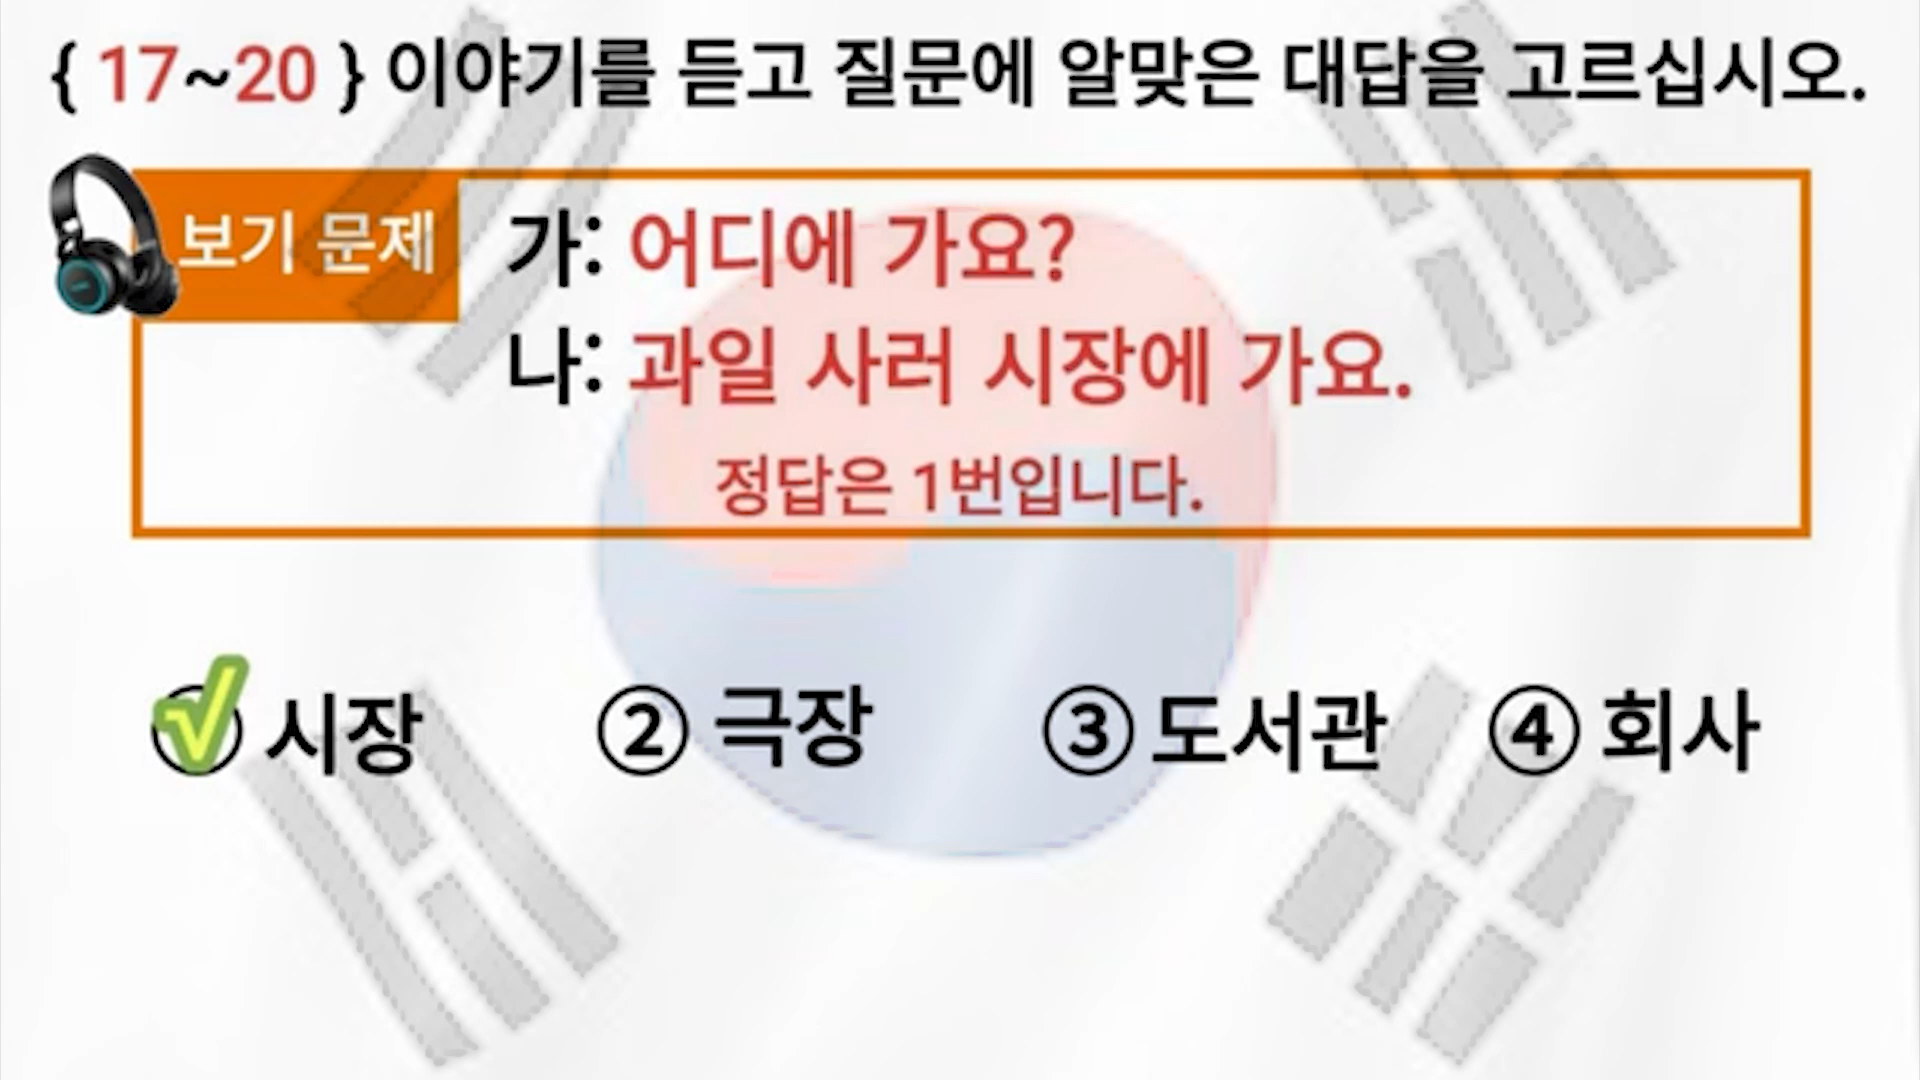 { 17~20 } 이야기를 듣고 질문에 알맞은 대답을 고르십시오.
보기 문제
가: 어디에 가요?
나: 과일 사러 시장에 가요.
정답은 1번입니다.
시장 ② 극장 ③ 도서관 ④ 회사